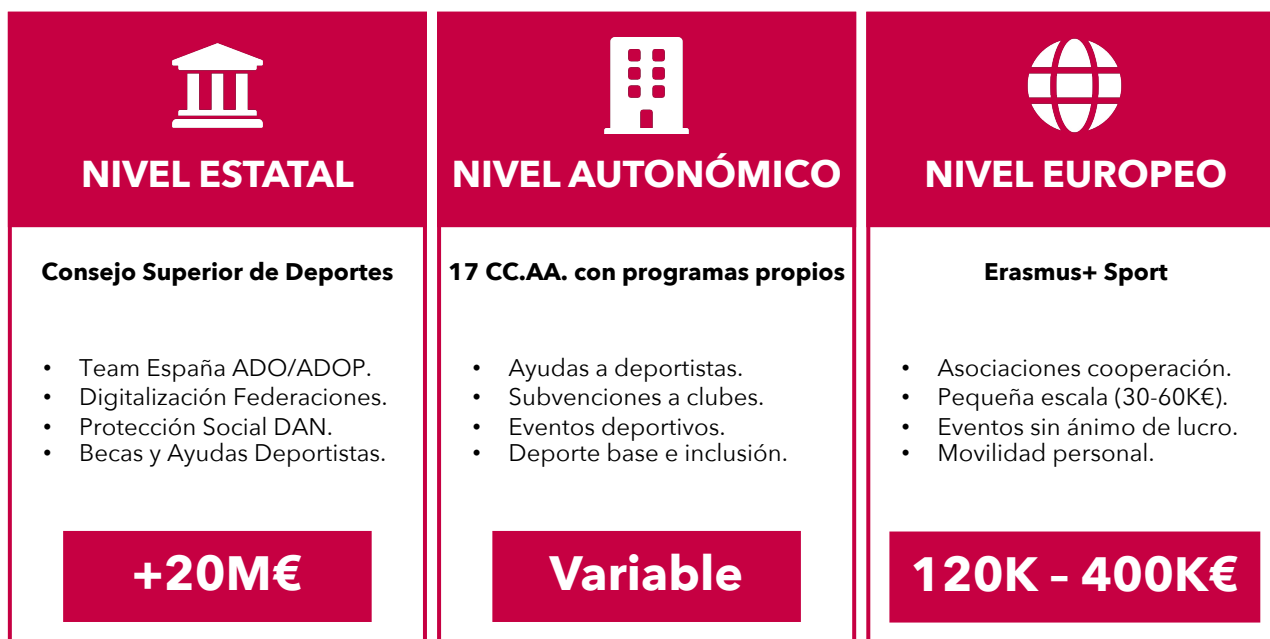 NIVEL ESTATAL
Consejo Superior de Deportes
• Team España ADO/ADOP.
• Digitalización Federaciones.
• Protección Social DAN.
• Becas y Ayudas Deportistas.
+20M€
NIVEL AUTONÓMICO
17 CC.AA. con programas propios
• Ayudas a deportistas.
• Subvenciones a clubes.
• Eventos deportivos.
• Deporte base e inclusión.
Variable
NIVEL EUROPEO
Erasmus+ Sport
• Asociaciones cooperación.
• Pequeña escala (30-60K€).
• Eventos sin ánimo de lucro.
• Movilidad personal.
120K – 400K€